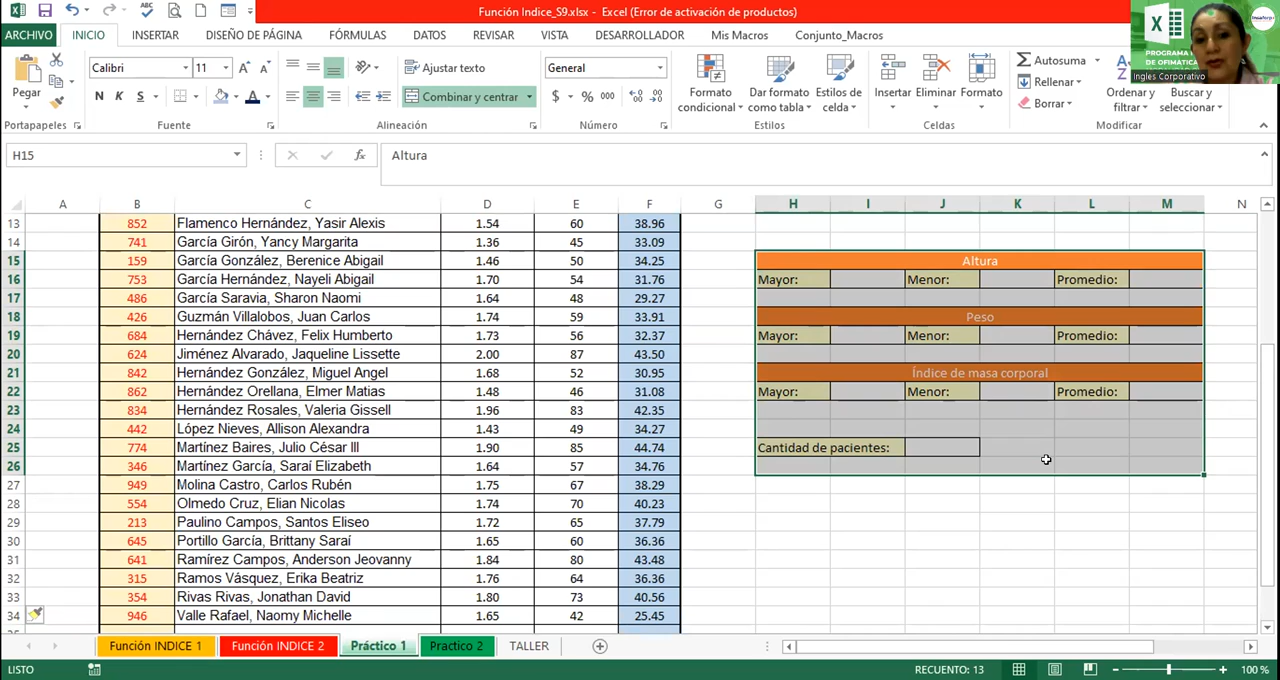 Función Indice_S9.xlsx - Excel (Error de activación de productos)
ARCHIVO INICIO INSERTAR DISEÑO DE PÁGINA FÓRMULAS DATOS REVISAR VISTA DESARROLLADOR Mis Macros Conjunto_Macros
PROGRAMA
DE OFIMATICA
Ingles Corporativo
Pegar
Calibri 11
N K S
Ajustar texto
Combinar y centrar
General
$ % 000
Formato condicional
Dar formato como tabla
Estilos de celda
Insertar Eliminar Formato
Autosuma
Rellenar
Borrar
Ordenar y filtrar
Buscar y seleccionar
Portapapeles Fuente Alineación Número Estilos Celdas Modificar
H15 fx Altura
A B C D E F G H I J K L M N
13 852 Flamenco Hernández, Yasir Alexis 1.54 60 38.96
14 741 García Girón, Yancy Margarita 1.36 45 33.09
15 159 García González, Berenice Abigail 1.46 50 34.25 Altura
16 753 García Hernández, Nayeli Abigail 1.70 54 31.76 Mayor: Menor: Promedio:
17 486 García Saravia, Sharon Naomi 1.64 48 29.27
18 426 Guzmán Villalobos, Juan Carlos 1.74 59 33.91 Peso
19 684 Hernández Chávez, Felix Humberto 1.73 56 32.37 Mayor: Menor: Promedio:
20 624 Jiménez Alvarado, Jaqueline Lissette 2.00 87 43.50
21 842 Hernández González, Miguel Angel 1.68 52 30.95 Índice de masa corporal
22 862 Hernández Orellana, Elmer Matias 1.48 46 31.08 Mayor: Menor: Promedio:
23 834 Hernández Rosales, Valeria Gissell 1.96 83 42.35
24 442 López Nieves, Allison Alexandra 1.43 49 34.27
25 774 Martínez Baires, Julio César III 1.90 85 44.74 Cantidad de pacientes:
26 346 Martínez García, Saraí Elizabeth 1.64 57 34.76
27 949 Molina Castro, Carlos Rubén 1.75 67 38.29
28 554 Olmedo Cruz, Elian Nicolas 1.74 70 40.23
29 213 Paulino Campos, Santos Eliseo 1.72 65 37.79
30 645 Portillo García, Brittany Saraí 1.65 60 36.36
31 641 Ramírez Campos, Anderson Jeovanny 1.84 80 43.48
32 315 Ramos Vásquez, Erika Beatriz 1.76 64 36.36
33 354 Rivas Rivas, Jonathan David 1.80 73 40.56
34 946 Valle Rafael, Naomy Michelle 1.65 42 25.45
Función INDICE 1 Función INDICE 2 Práctico 1 Practico 2 TALLER
LISTO RECUENTO: 13 100 %